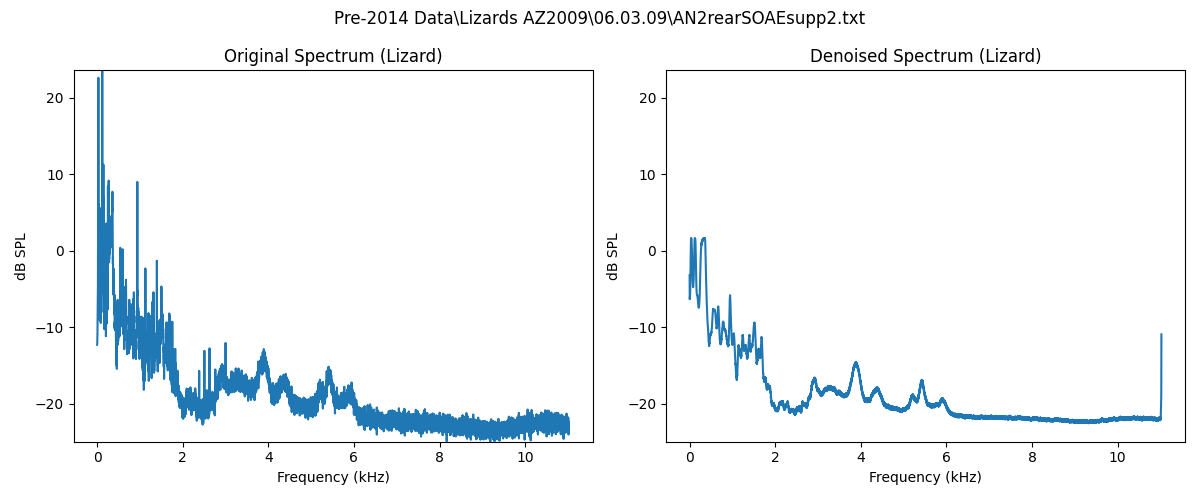 Pre-2014 Data\Lizards AZ2009\06.03.09\AN2rearSOAEsupp2.txt
Original Spectrum (Lizard)
20
10
0
−10
−20
dB SPL
0 2 4 6 8 10
Frequency (kHz)
Denoised Spectrum (Lizard)
20
10
0
−10
−20
dB SPL
0 2 4 6 8 10
Frequency (kHz)